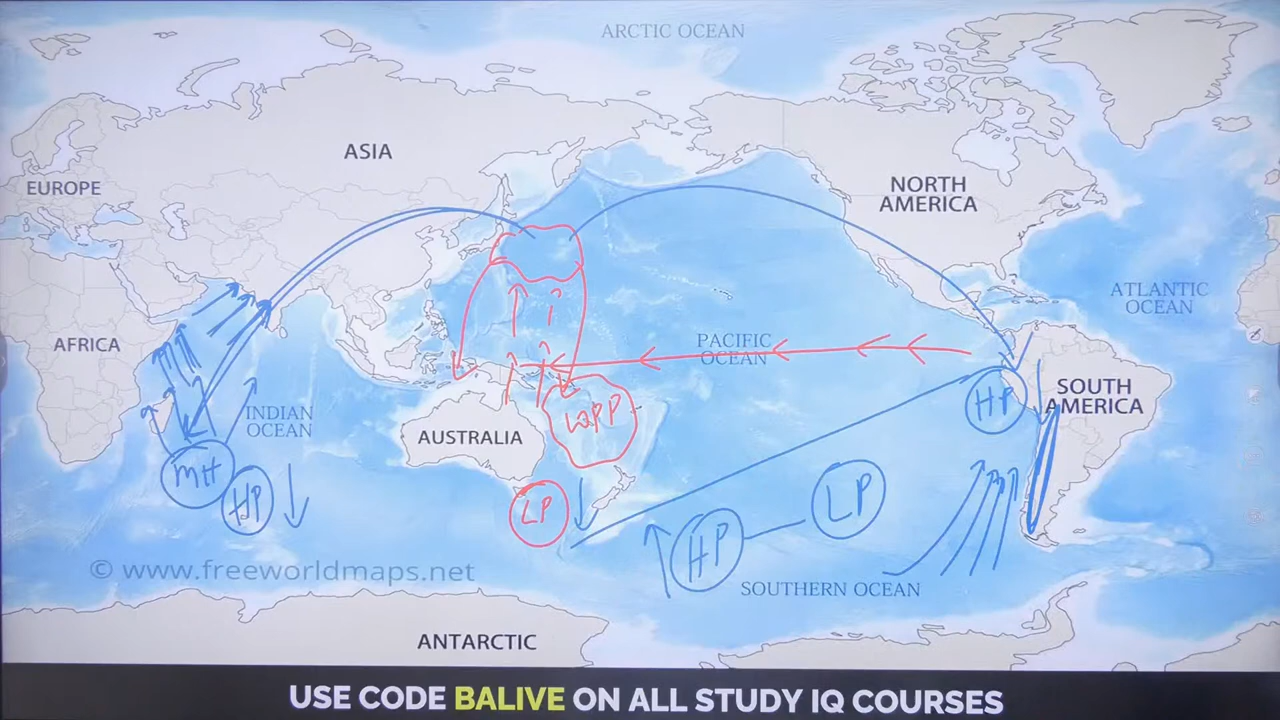 ARCTIC OCEAN
ASIA
EUROPE
NORTH
AMERICA
ATLANTIC
OCEAN
AFRICA
PACIFIC
OCEAN
SOUTH
AMERICA
HP
INDIAN
OCEAN
AUSTRALIA
WPP
MH
HP
LP
HP
LP
© www.freeworldmaps.net
SOUTHERN OCEAN
ANTARCTIC
USE CODE BALIVE ON ALL STUDY IQ COURSES